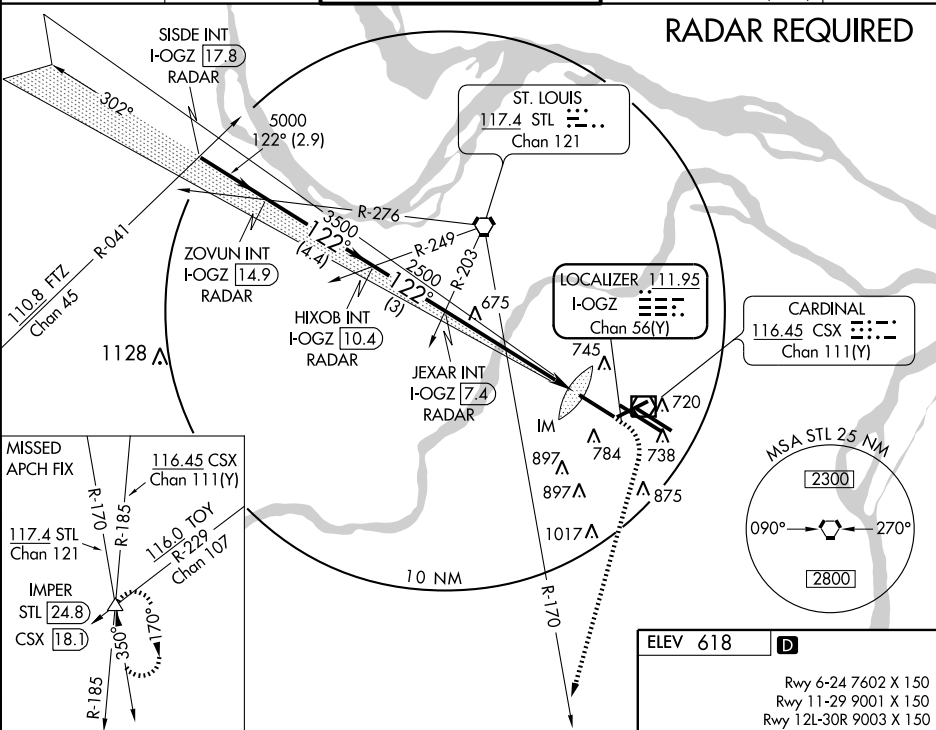 RADAR REQUIRED
SISDE INT
I-OGZ 17.8
RADAR
302°
5000
122° (2.9)
ST. LOUIS
117.4 STL
Chan 121
R-276
R-041
3500
122°
(4.4)
R-249
R-203
ZOVUN INT
I-OGZ 14.9
RADAR
2500
122°
(3)
110.8 FTZ
Chan 45
LOCALIZER 111.95
I-OGZ
Chan 56(Y)
HIXOB INT
I-OGZ 10.4
RADAR
675
CARDINAL
116.45 CSX
Chan 111(Y)
1128
745
JEXAR INT
I-OGZ 7.4
RADAR
720
IM
784
738
897
897
875
1017
MISSED
APCH FIX
116.45 CSX
Chan 111(Y)
R-170
R-185
117.4 STL
Chan 121
116.0 TOY
R-229
Chan 107
IMPER
STL 24.8
CSX 18.1
350°
170°
R-185
10 NM
R-170
MSA STL 25 NM
2300
090°
270°
2800
ELEV 618
D
Rwy 6-24 7602 X 150
Rwy 11-29 9001 X 150
Rwy 12L-30R 9003 X 150